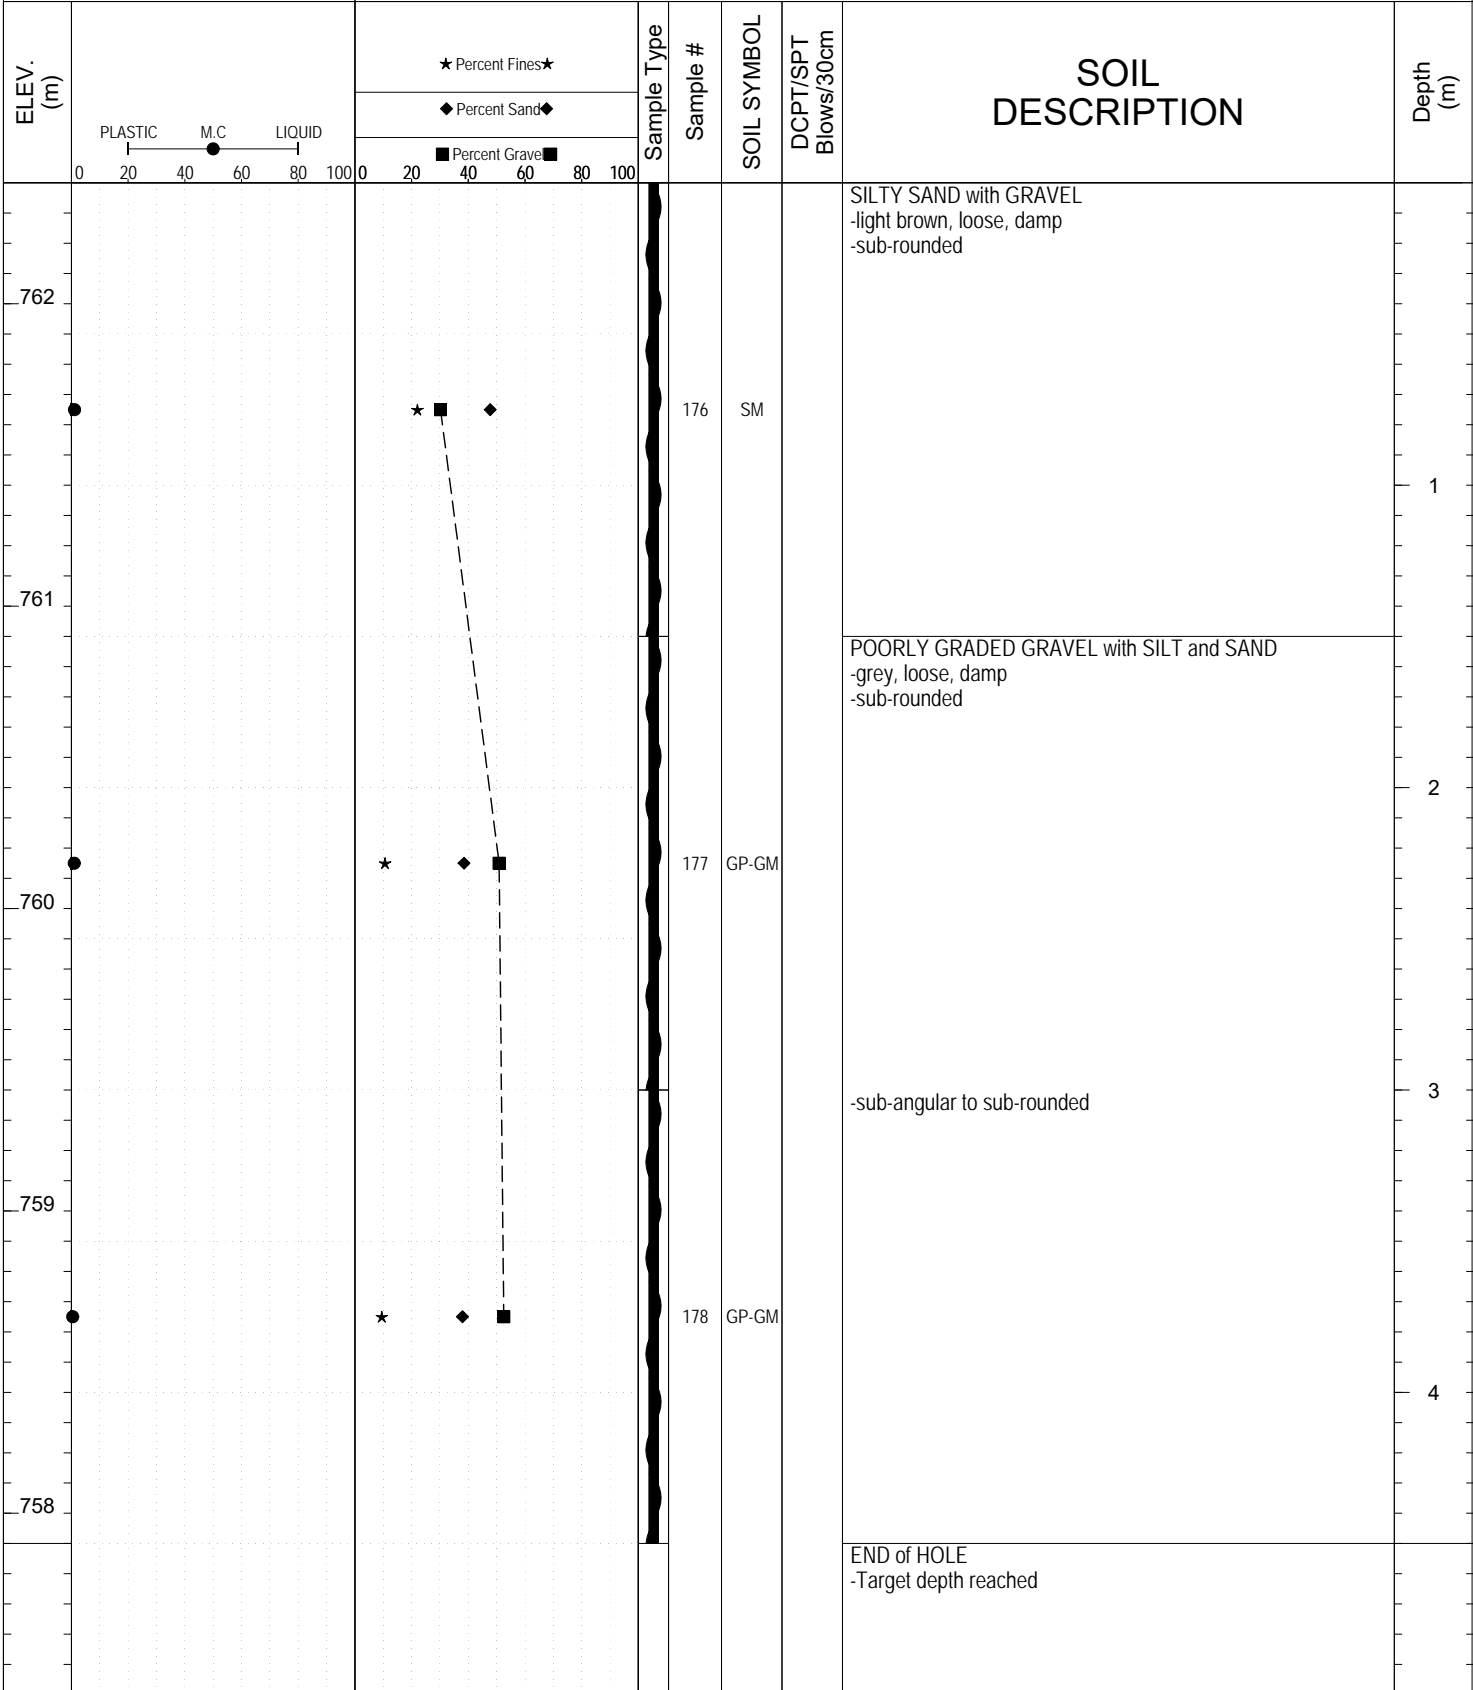 ELEV.
(m)
PLASTIC M.C LIQUID
0 20 40 60 80 100
★ Percent Fines ★
◆ Percent Sand ◆
■ Percent Gravel ■
0 20 40 60 80 100
Sample Type
Sample #
SOIL SYMBOL
DCPT/SPT
Blows/30cm
SOIL
DESCRIPTION
Depth
(m)
SILTY SAND with GRAVEL
-light brown, loose, damp
-sub-rounded
762
176 SM
1
761
POORLY GRADED GRAVEL with SILT and SAND
-grey, loose, damp
-sub-rounded
2
177 GP-GM
760
3
-sub-angular to sub-rounded
759
178 GP-GM
4
758
END of HOLE
-Target depth reached